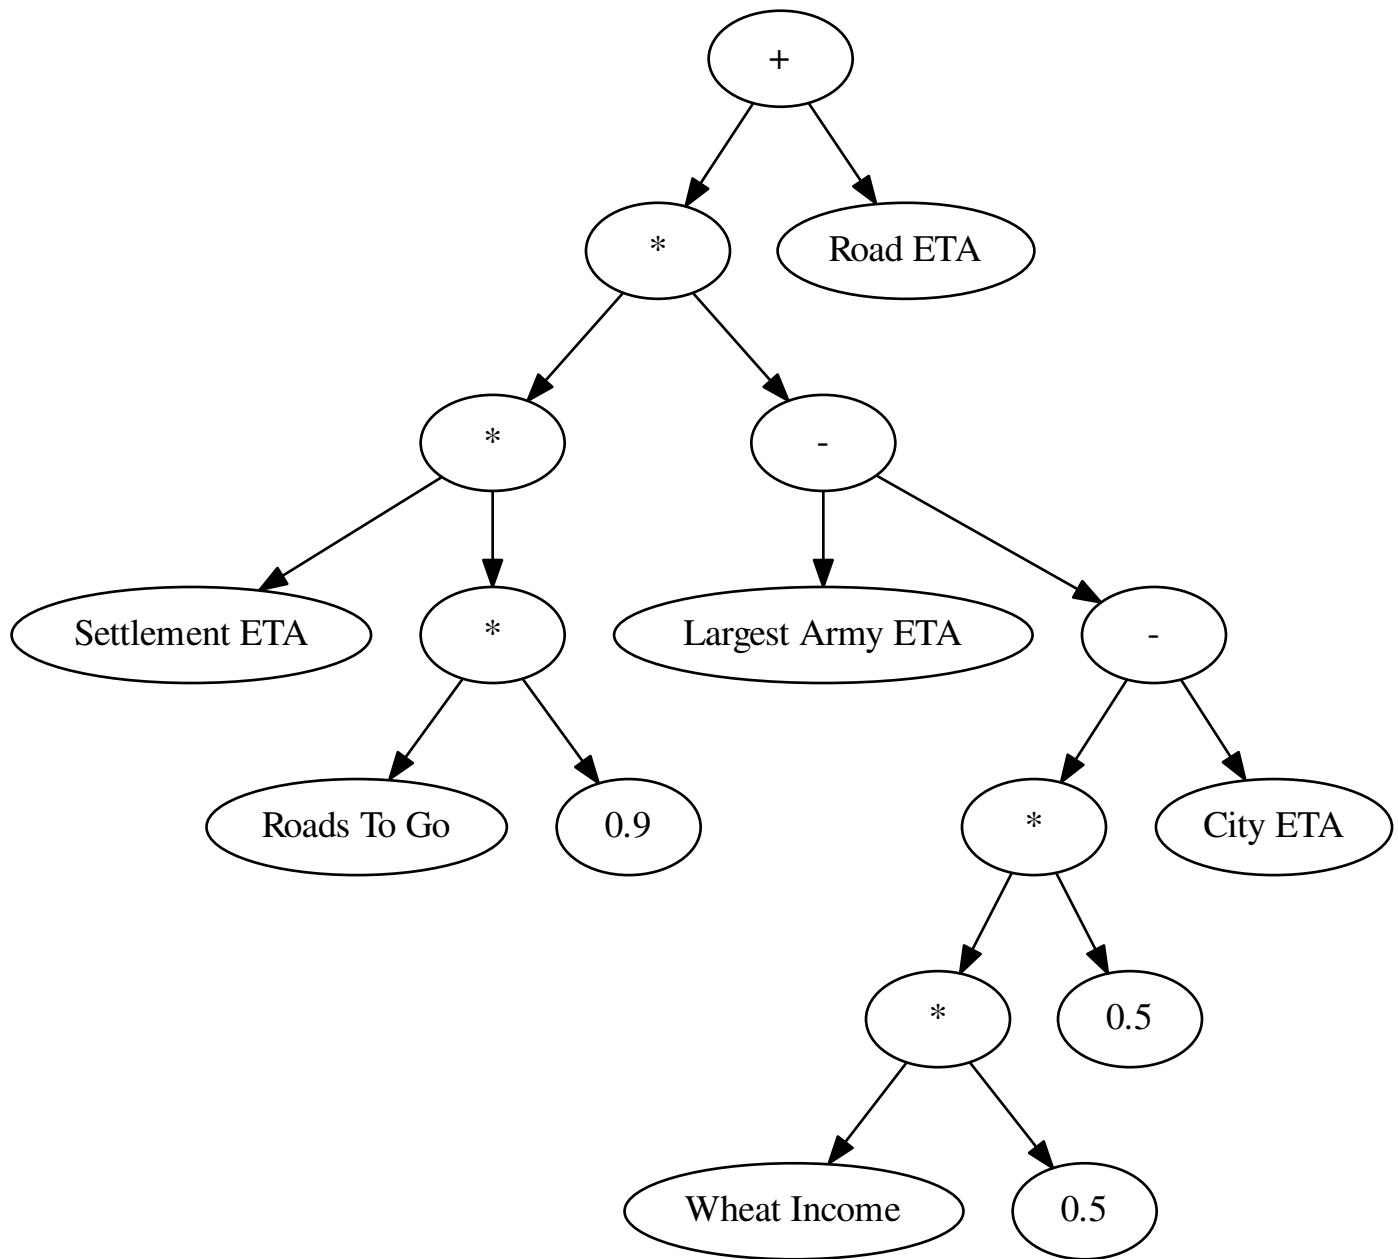 +
*
Road ETA
*
-
Settlement ETA
*
Largest Army ETA
-
Roads To Go
0.9
*
City ETA
*
0.5
Wheat Income
0.5